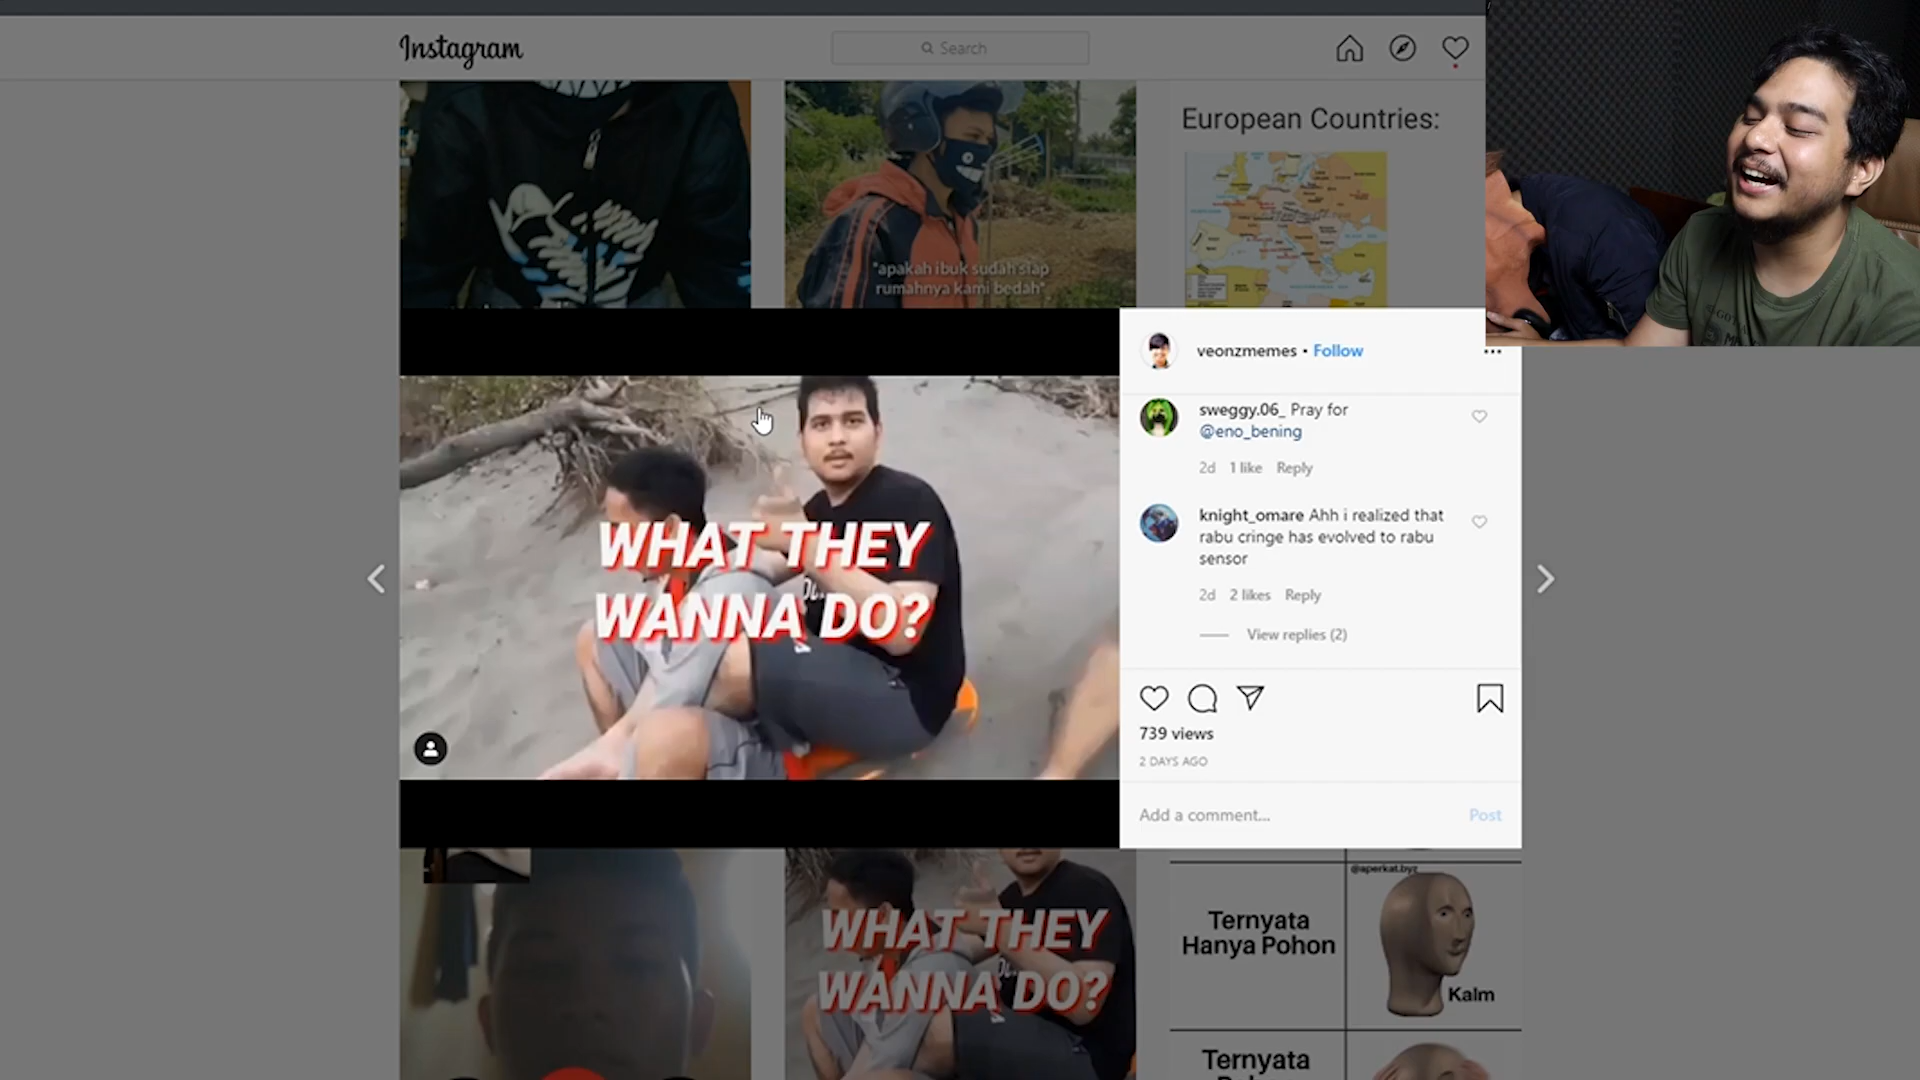 Instagram
Search
European Countries:
"apakah ibuk sudah siap
rumahnya kami bedah"
veonzmemes • Follow
sweggy.06_ Pray for
@eno_bening
2d 1 like Reply
knight_omare Ahh i realized that
rabu cringe has evolved to rabu
sensor
2d 2 likes Reply
View replies (2)
WHAT THEY
WANNA DO?
739 views
2 DAYS AGO
Add a comment... Post
WHAT THEY
WANNA DO?
@aperkat.byz
Ternyata
Hanya Pohon
Kalm
Ternyata